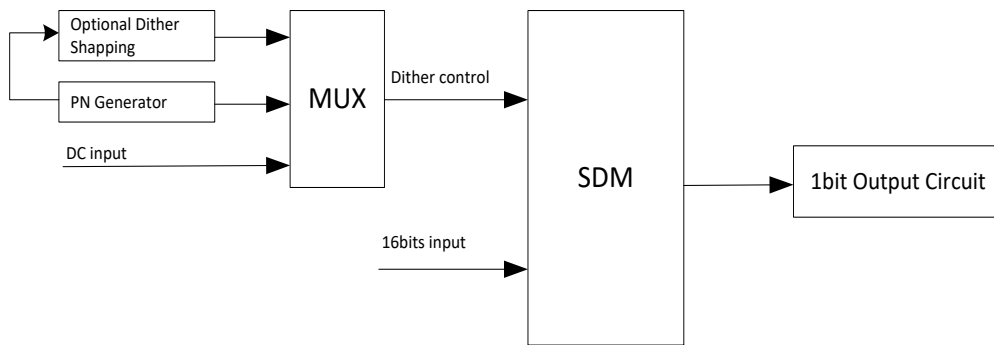 Optional Dither
Shapping
PN Generator
DC input
MUX
Dither control
16bits input
SDM
1bit Output Circuit